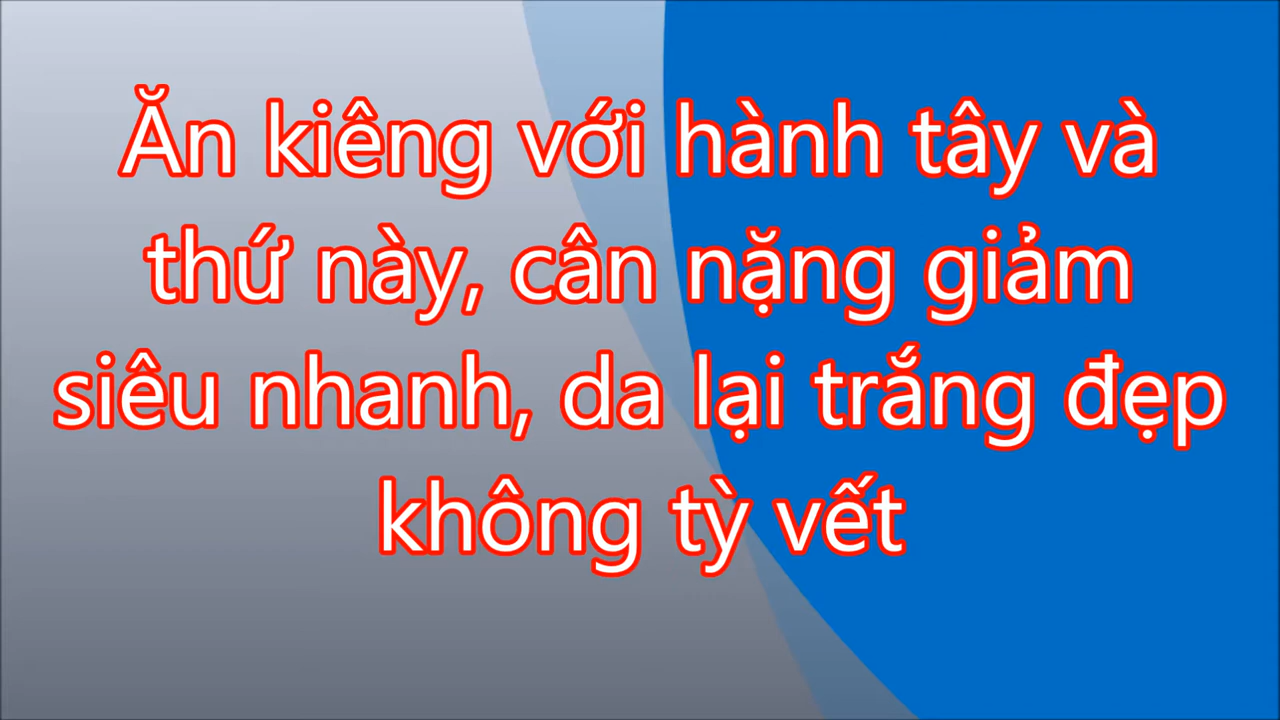 Ăn kiêng với hành tây và
thứ này, cân nặng giảm
siêu nhanh, da lại trắng đẹp
không tỳ vết